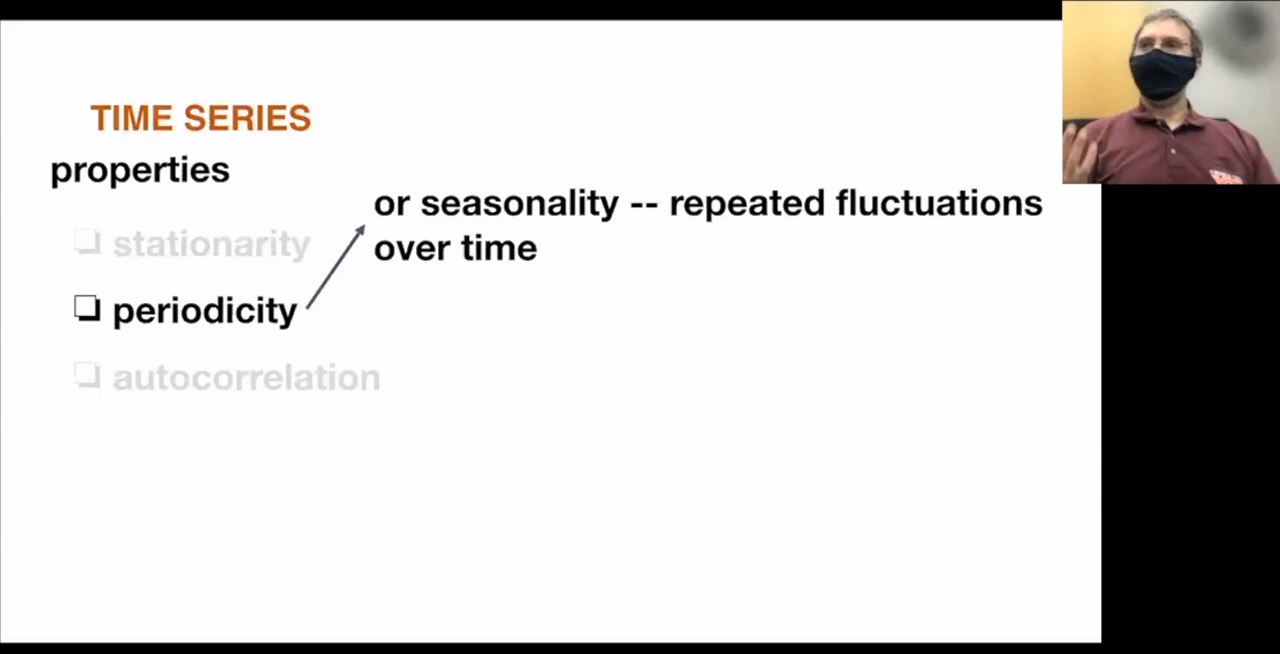 TIME SERIES
properties
or seasonality -- repeated fluctuations
over time
❑ stationarity
❑ periodicity
❑ autocorrelation